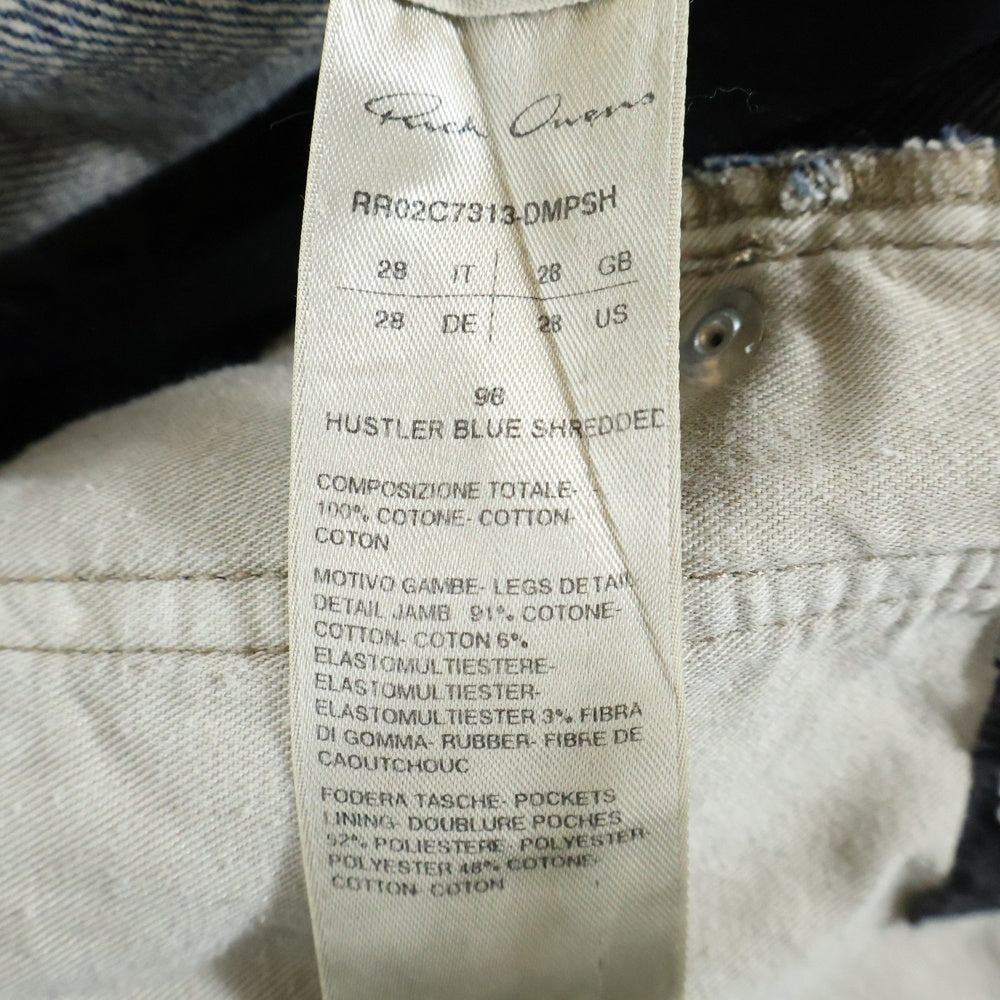 Rick Owens
RR02C7313-DMPSH
28 IT 28 GB
28 DE 28 US
98
HUSTLER BLUE SHREDDED
COMPOSIZIONE TOTALE-
100% COTONE- COTTON-
COTON
MOTIVO GAMBE- LEGS DETAIL
DETAIL JAMB 91% COTONE-
COTTON- COTON 6%
ELASTOMULTIESTERE-
ELASTOMULTIESTER-
ELASTOMULTIESTER 3% FIBRA
DI GOMMA- RUBBER- FIBRE DE
CAOUTCHOUC
FODERA TASCHE- POCKETS
LINING- DOUBLURE POCHES
52% POLIESTERE, POLYESTER-
POLYESTER 48% COTONE-
COTTON- COTON